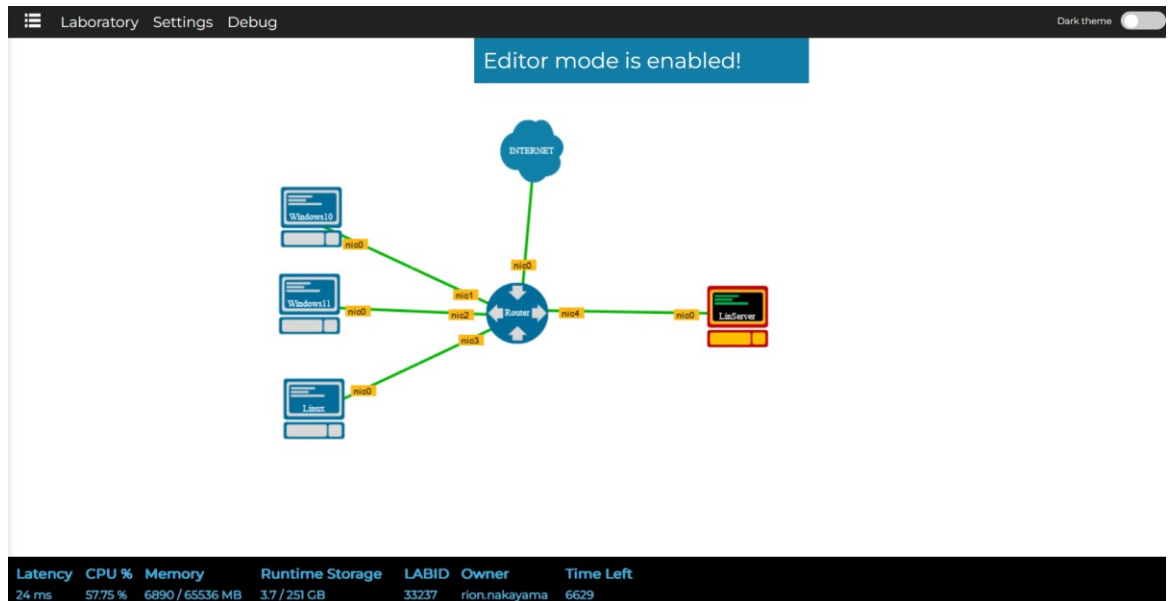 Laboratory Settings Debug Dark theme
Editor mode is enabled!
INTERNET
Windows10
nic0
nic0
nic1
Windows11
nic0
nic2
Router
nic4
nic0
LinServer
nic3
nic0
Linux
Latency CPU % Memory Runtime Storage LABID Owner Time Left
24 ms 57.75 % 6890 / 65536 MB 3.7 / 251 GB 33237 rion.nakayama 6629